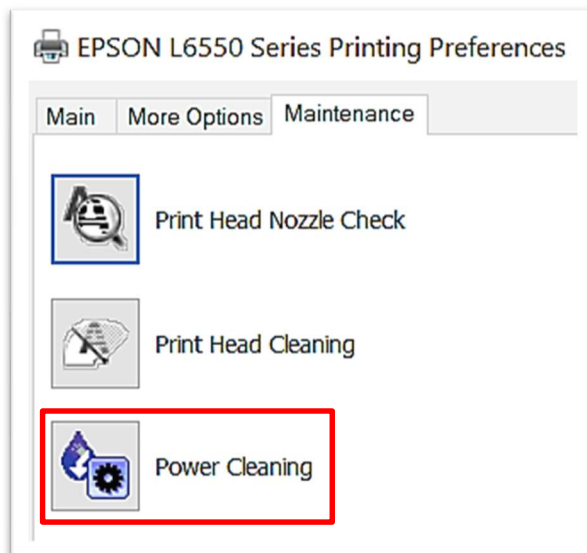 EPSON L6550 Series Printing Preferences
Main More Options Maintenance
Print Head Nozzle Check
Print Head Cleaning
Power Cleaning